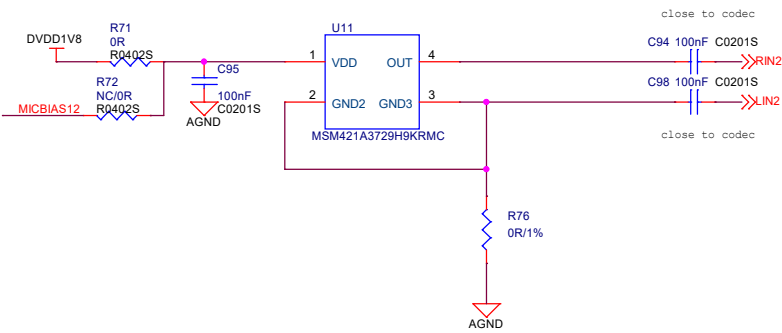 close to codec
R71
0R
R0402S
DVDD1V8
R72
NC/0R
R0402S
MICBIAS12
C95
100nF
C0201S
AGND
U11
1
VDD
OUT
4
2
GND2
GND3
3
MSM421A3729H9KRMC
C94 100nF C0201S
RIN2
C98 100nF C0201S
LIN2
close to codec
R76
0R/1%
AGND